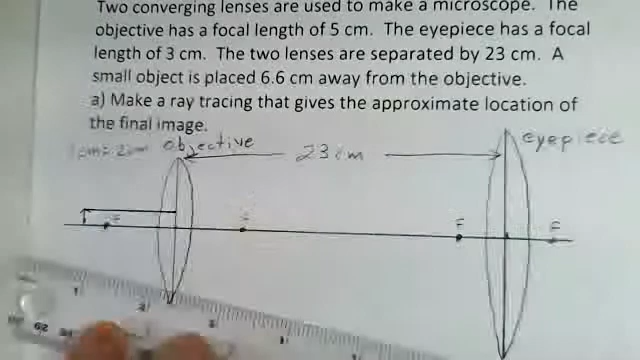 Two converging lenses are used to make a microscope. The
objective has a focal length of 5 cm. The eyepiece has a focal
length of 3 cm. The two lenses are separated by 23 cm. A
small object is placed 6.6 cm away from the objective.
a) Make a ray tracing that gives the approximate location of
the final image.
objective
23cm
eyepiece
F
F
F
F
1
2